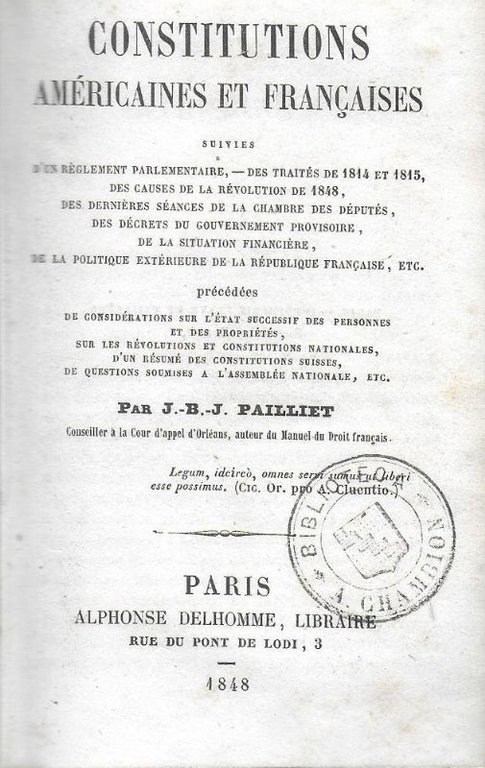 CONSTITUTIONS
AMÉRICAINES ET FRANÇAISES
SUIVIES
D'UN RÈGLEMENT PARLEMENTAIRE, — DES TRAITÉS DE 1814 ET 1815,
DES CAUSES DE LA RÉVOLUTION DE 1848,
DES DERNIÈRES SÉANCES DE LA CHAMBRE DES DÉPUTÉS,
DES DÉCRETS DU GOUVERNEMENT PROVISOIRE,
DE LA SITUATION FINANCIÈRE,
DE LA POLITIQUE EXTÉRIEURE DE LA RÉPUBLIQUE FRANÇAISE, ETC.
précédées
DE CONSIDÉRATIONS SUR L'ÉTAT SUCCESSIF DES PERSONNES
ET DES PROPRIÉTÉS,
SUR LES RÉVOLUTIONS ET CONSTITUTIONS NATIONALES,
D'UN RÉSUMÉ DES CONSTITUTIONS SUISSES,
DE QUESTIONS SOUMISES A L'ASSEMBLÉE NATIONALE, ETC.
PAR J.-B.-J. PAILLIET
Conseiller à la Cour d'appel d'Orléans, auteur du Manuel du Droit français.
Legum, idcircò, omnes servi sumus ut liberi
esse possimus. (CIC. Or. pro A. Cluentio.)
BIBLIOTECA
A. CHAMBION
PARIS
ALPHONSE DELHOMME, LIBRAIRE
RUE DU PONT DE LODI, 3
1848